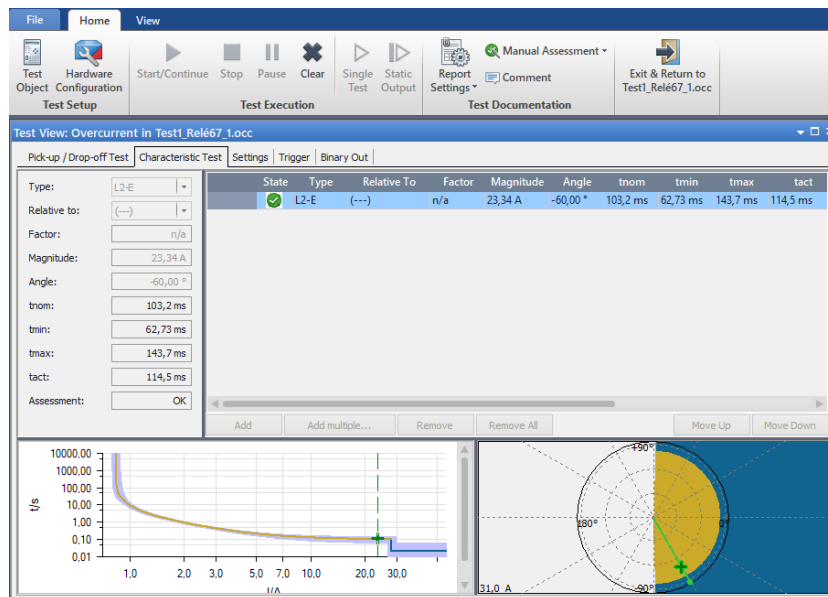 File Home View
Test Object
Hardware Configuration
Start/Continue
Stop
Pause
Clear
Single Test
Static Output
Report Settings
Manual Assessment
Comment
Exit & Return to Test1_Relé67_1.occ
Test Setup
Test Execution
Test Documentation
Test View: Overcurrent in Test1_Relé67_1.occ
Pick-up / Drop-off Test Characteristic Test Settings Trigger Binary Out
Type: L2-E
Relative to: (---)
Factor: n/a
Magnitude: 23,34 A
Angle: -60,00 °
tnom: 103,2 ms
tmin: 62,73 ms
tmax: 143,7 ms
tact: 114,5 ms
Assessment: OK
State Type Relative To Factor Magnitude Angle tnom tmin tmax tact
L2-E (---) n/a 23,34 A -60,00 ° 103,2 ms 62,73 ms 143,7 ms 114,5 ms
Add Add multiple... Remove Remove All Move Up Move Down
t/s
10000,00
1000,00
100,00
10,00
1,00
0,10
0,01
1,0 2,0 3,0 5,0 7,0 10,0 20,0 30,0
I/A
+90°
180°
0°
-90°
31,0 A